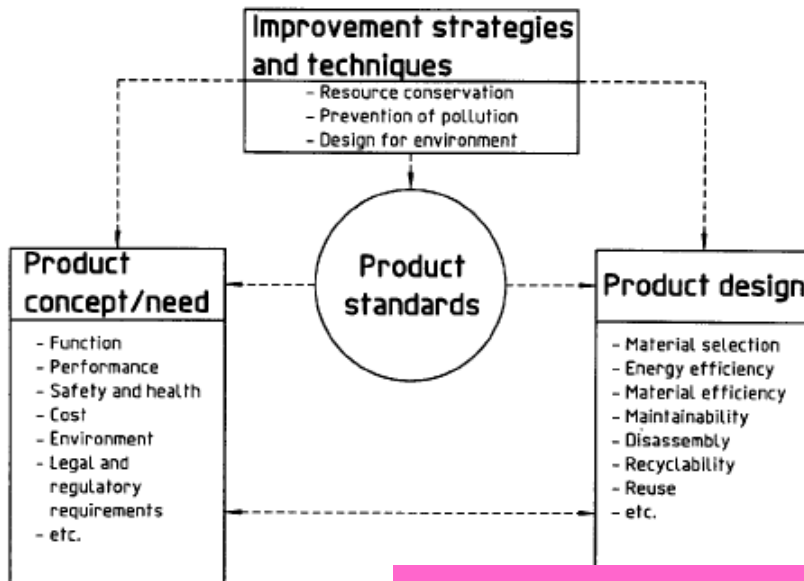 Improvement strategies
and techniques
- Resource conservation
- Prevention of pollution
- Design for environment
Product
standards
Product
concept/need
- Function
- Performance
- Safety and health
- Cost
- Environment
- Legal and
regulatory
requirements
- etc.
Product design
- Material selection
- Energy efficiency
- Material efficiency
- Maintainability
- Disassembly
- Recyclability
- Reuse
- etc.